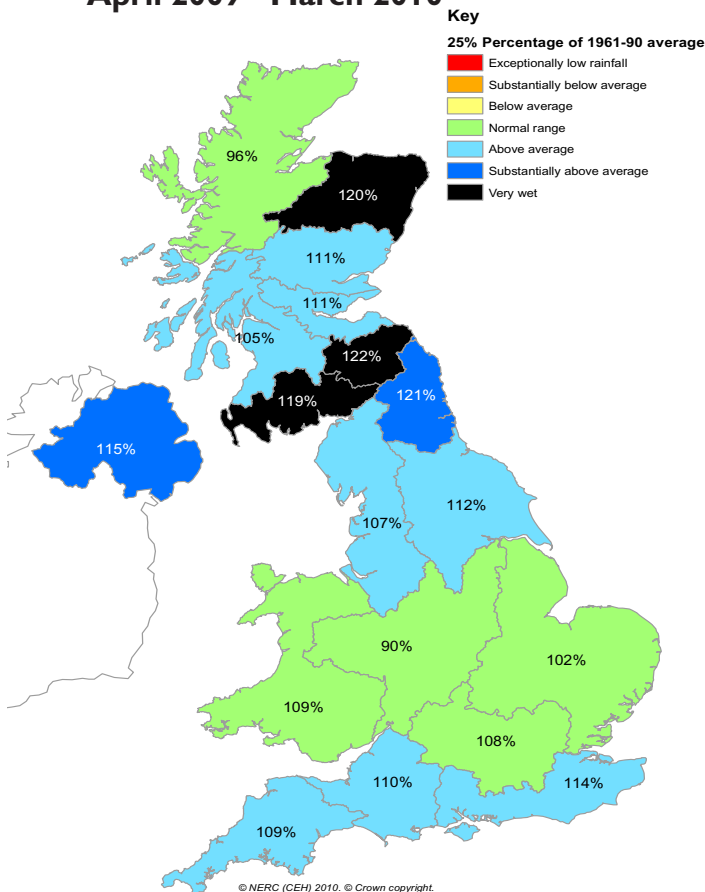 April 2009 - March 2010
Key
25% Percentage of 1961-90 average
Exceptionally low rainfall
Substantially below average
Below average
Normal range
Above average
Substantially above average
Very wet
96%
120%
111%
111%
105%
122%
119%
121%
115%
112%
107%
90%
102%
109%
108%
110%
114%
109%
© NERC (CEH) 2010. © Crown copyright.